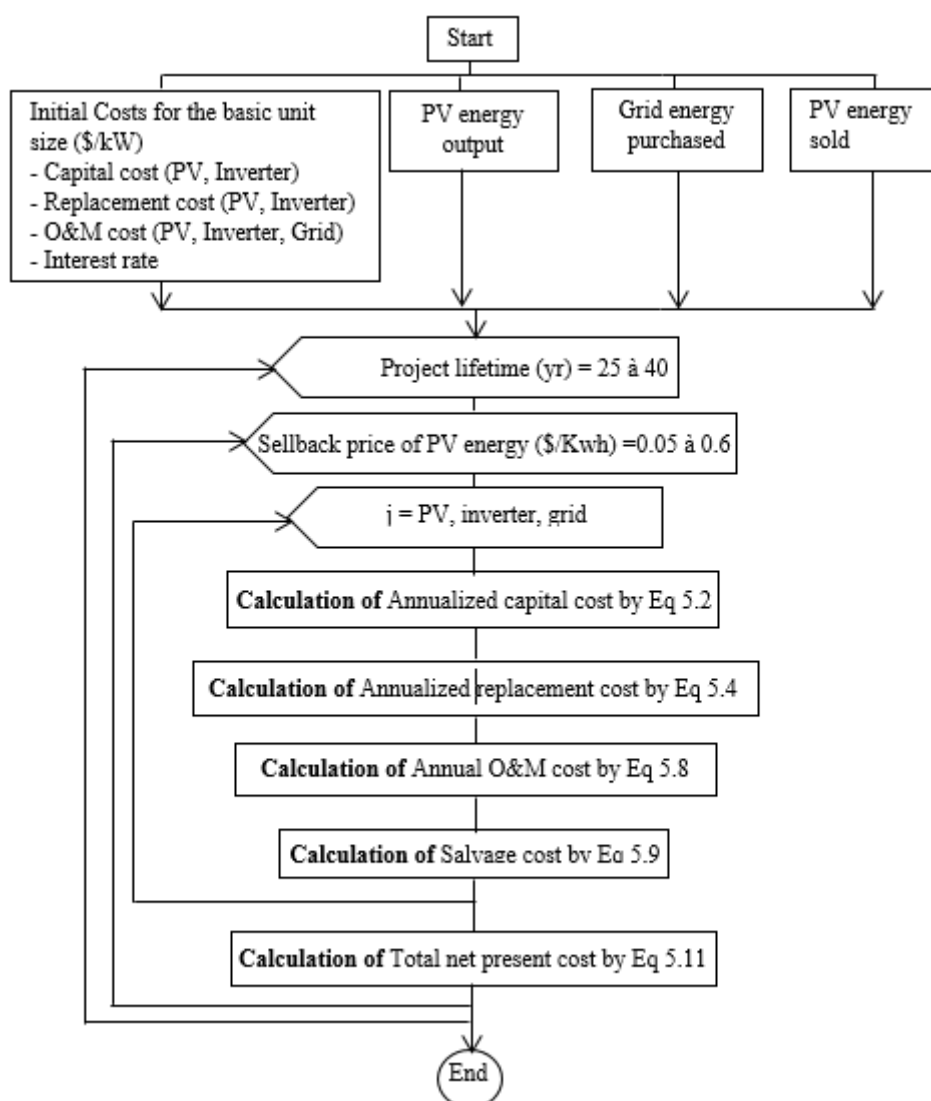 Start
Initial Costs for the basic unit
size ($/kW)
- Capital cost (PV, Inverter)
- Replacement cost (PV, Inverter)
- O&M cost (PV, Inverter, Grid)
- Interest rate
PV energy
output
Grid energy
purchased
PV energy
sold
Project lifetime (yr) = 25 à 40
Sellback price of PV energy ($/Kwh) =0.05 à 0.6
j = PV, inverter, grid
Calculation of Annualized capital cost by Eq 5.2
Calculation of Annualized replacement cost by Eq 5.4
Calculation of Annual O&M cost by Eq 5.8
Calculation of Salvage cost by Eq 5.9
Calculation of Total net present cost by Eq 5.11
End